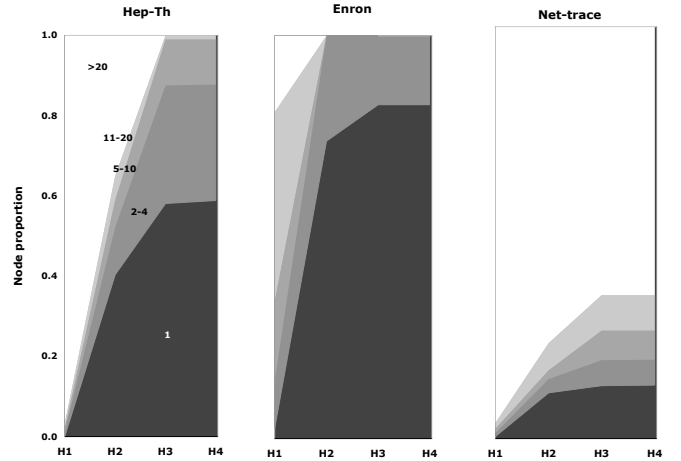 Hep-Th
Enron
Net-trace
Node proportion
1.0
0.8
0.6
0.4
0.2
0.0
>20
11-20
5-10
2-4
1
H1 H2 H3 H4
H1 H2 H3 H4
H1 H2 H3 H4